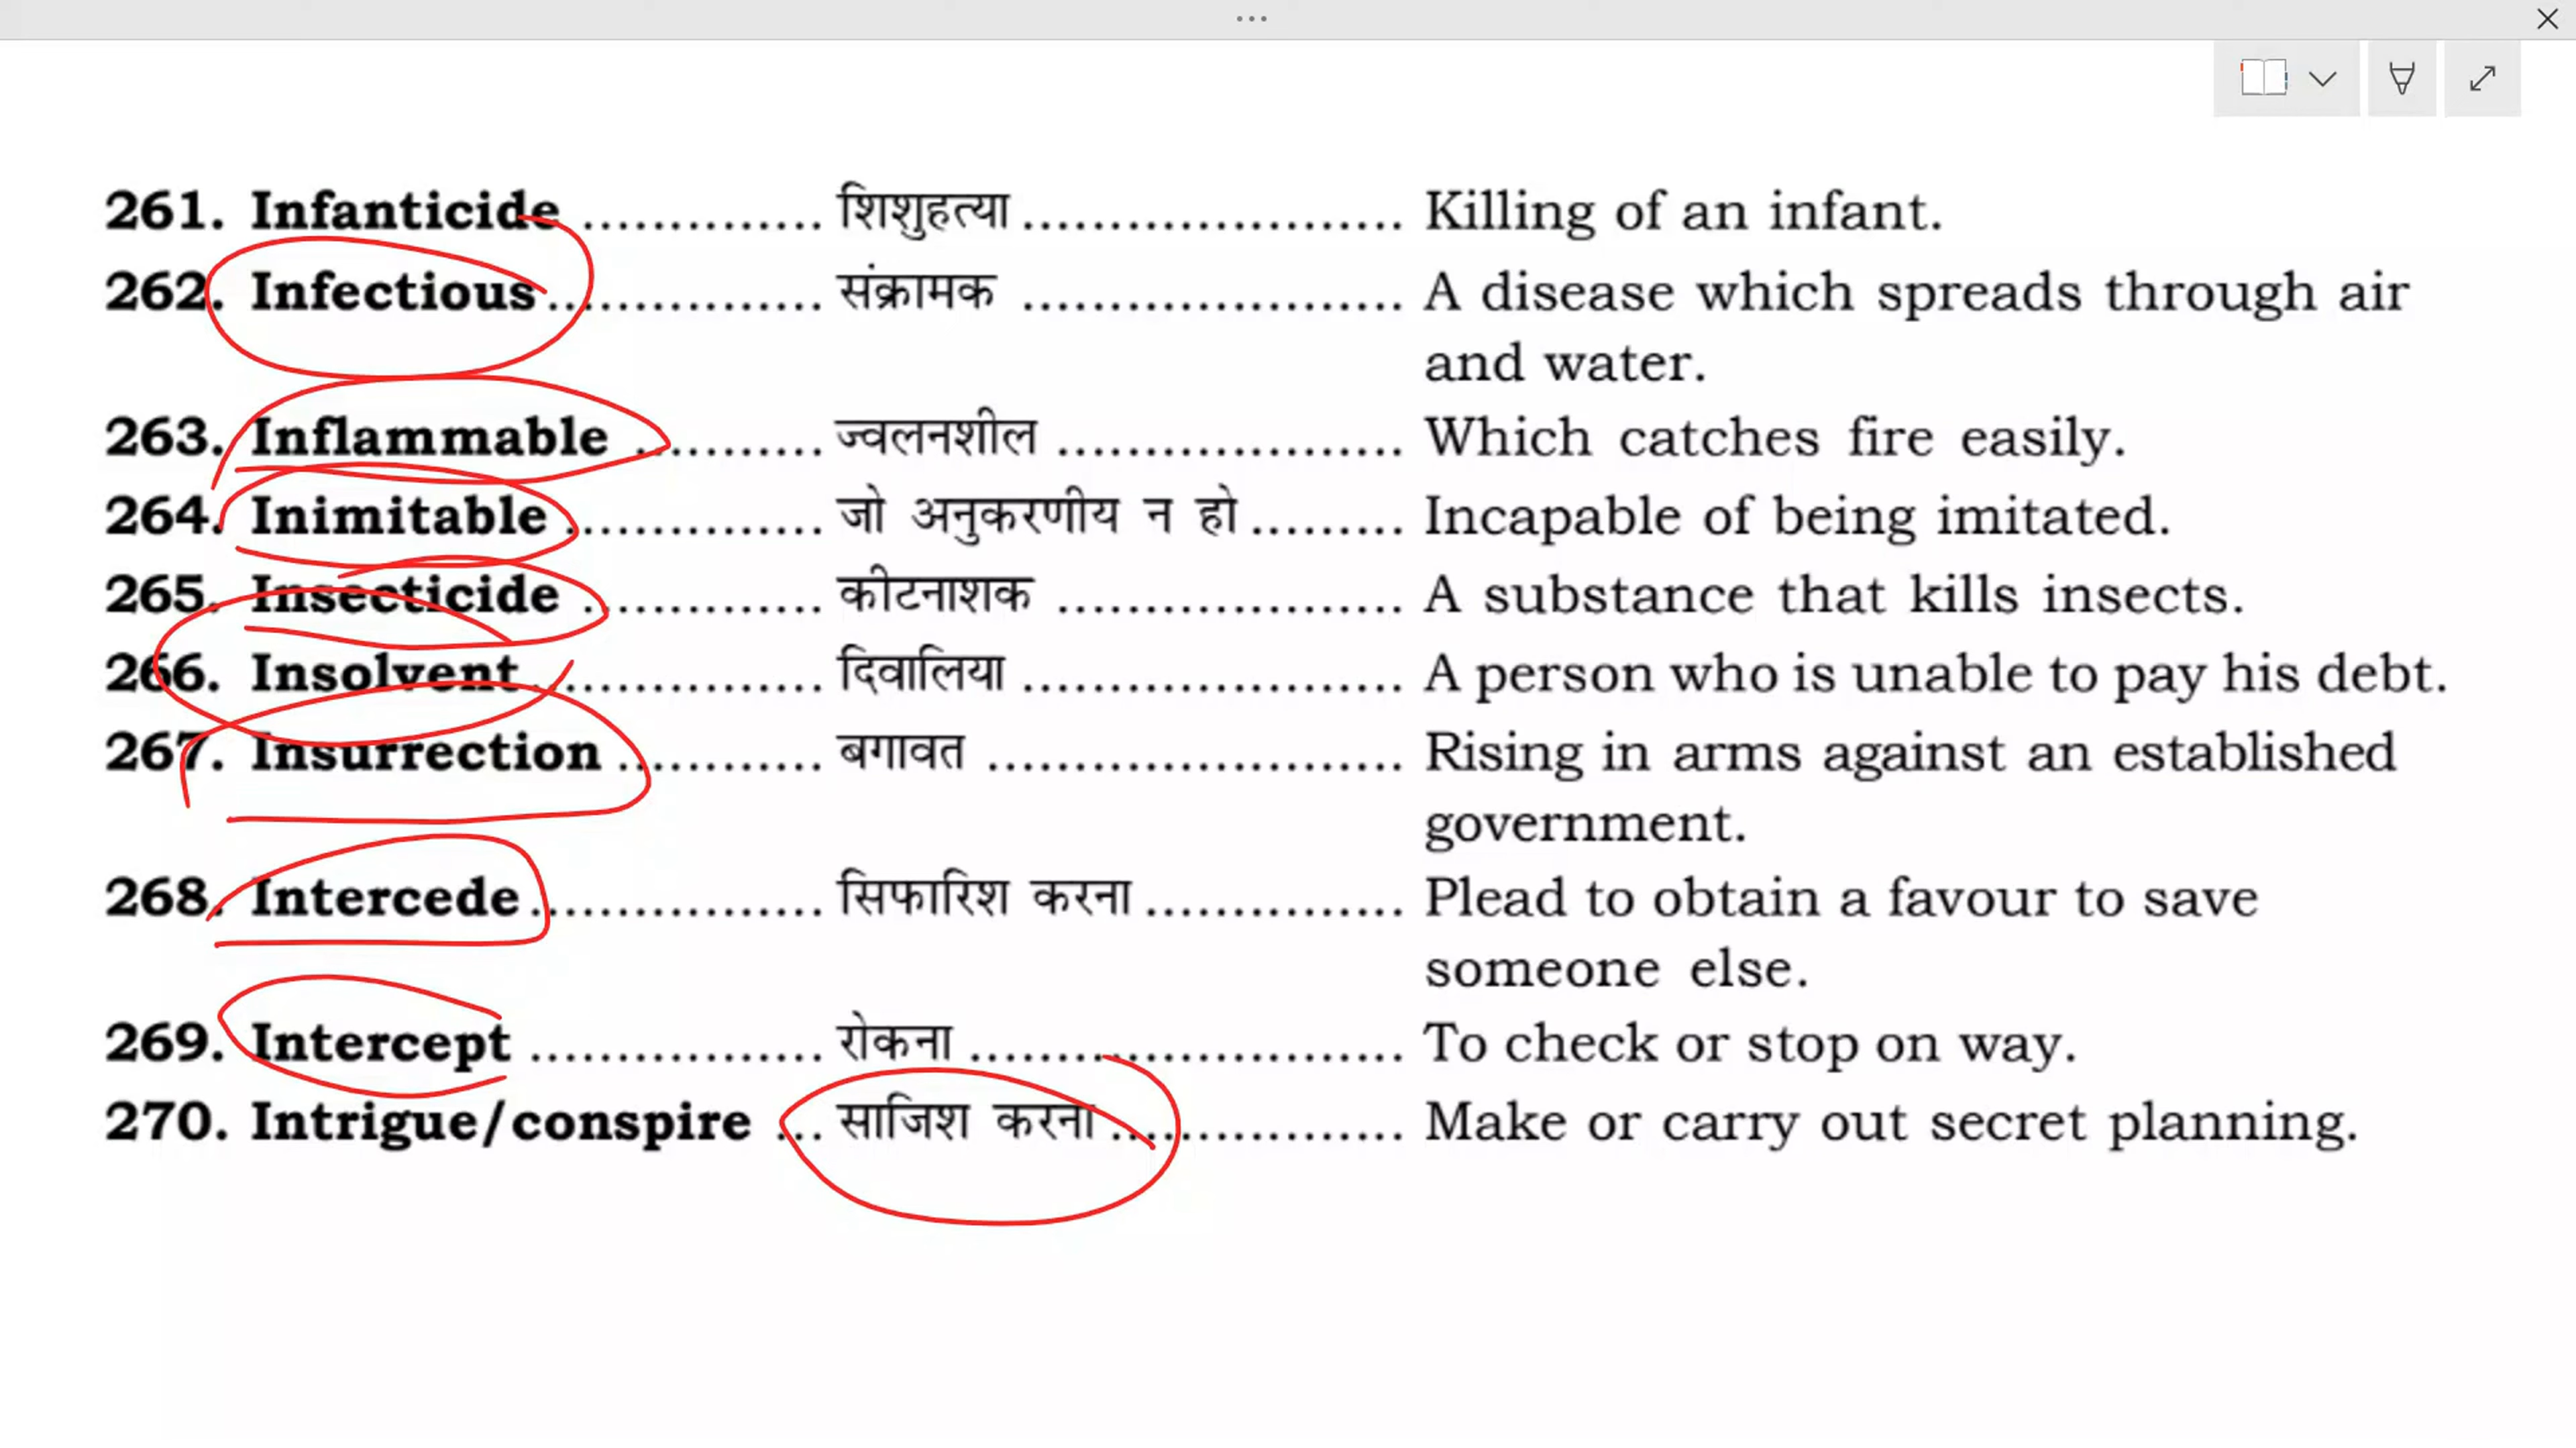 261. Infanticide .............. शिशुहत्या ...................... Killing of an infant.
262. Infectious ................... संक्रामक ...................... A disease which spreads through air
and water.
263. Inflammable ............. ज्वलनशील .................... Which catches fire easily.
264. Inimitable .................. जो अनुकरणीय न हो ......... Incapable of being imitated.
265. Insecticide ................. कीटनाशक .................... A substance that kills insects.
266. Insolvent .................... दिवालिया ...................... A person who is unable to pay his debt.
267. Insurrection .............. बगावत ........................ Rising in arms against an established
government.
268. Intercede .................... सिफारिश करना ............... Plead to obtain a favour to save
someone else.
269. Intercept .................... रोकना ......................... To check or stop on way.
270. Intrigue/conspire ... साजिश करना ................. Make or carry out secret planning.